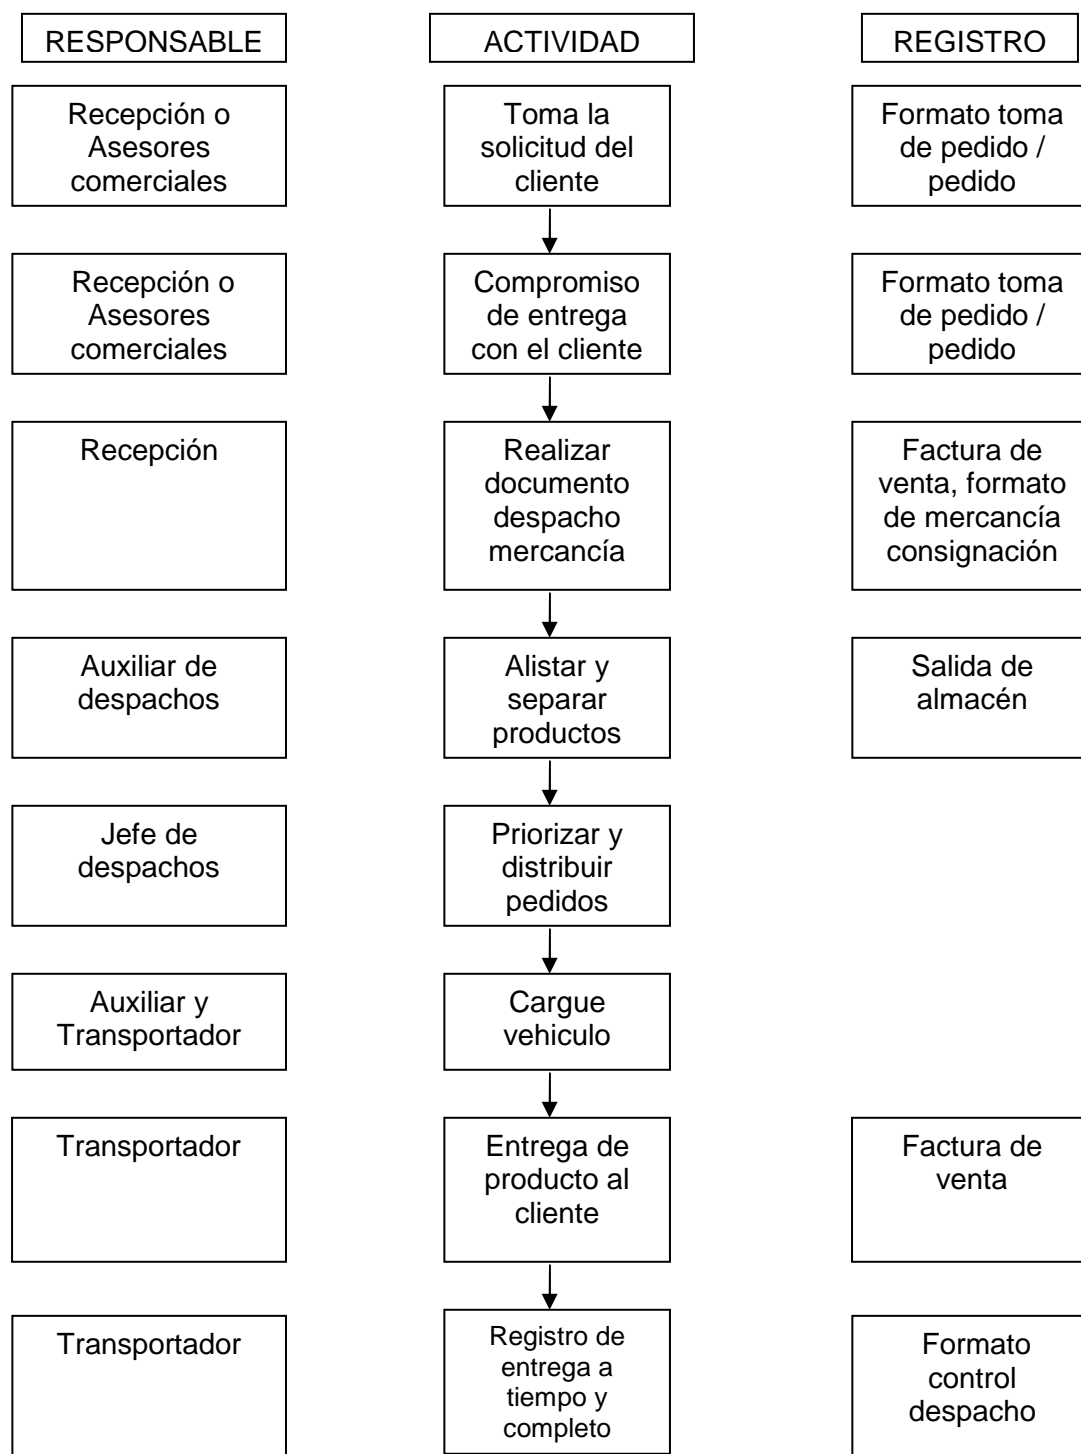 RESPONSABLE
ACTIVIDAD
REGISTRO
Recepción o
Asesores
comerciales
Toma la
solicitud del
cliente
Formato toma
de pedido /
pedido
Recepción o
Asesores
comerciales
Compromiso
de entrega
con el cliente
Formato toma
de pedido /
pedido
Recepción
Realizar
documento
despacho
mercancía
Factura de
venta, formato
de mercancía
consignación
Auxiliar de
despachos
Alistar y
separar
productos
Salida de
almacén
Jefe de
despachos
Priorizar y
distribuir
pedidos
Auxiliar y
Transportador
Cargue
vehiculo
Transportador
Entrega de
producto al
cliente
Factura de
venta
Transportador
Registro de
entrega a
tiempo y
completo
Formato
control
despacho